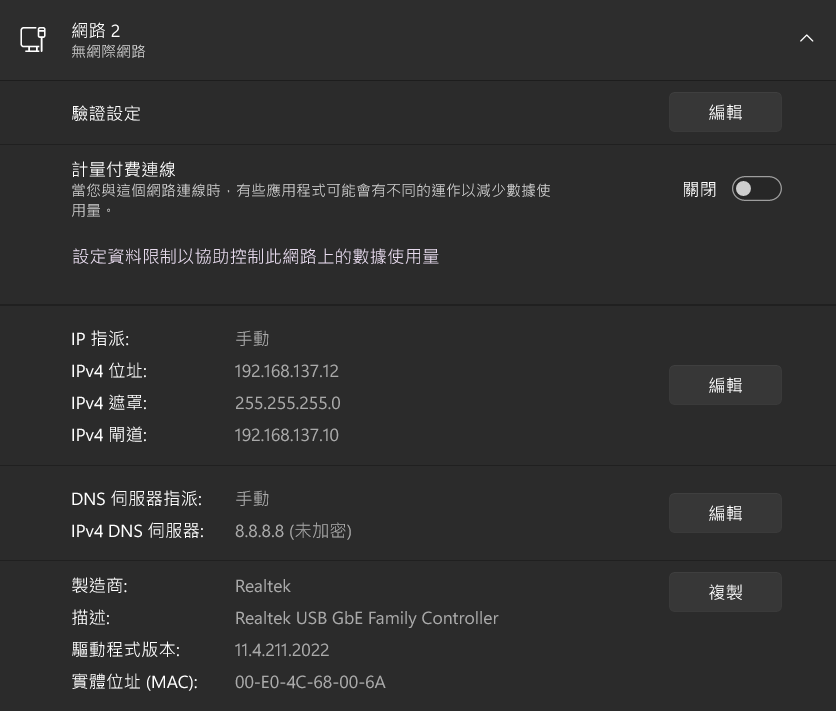 網路 2
無網際網路
驗證設定
編輯
計量付費連線
當您與這個網路連線時，有些應用程式可能會有不同的運作以減少數據使
用量。
關閉
設定資料限制以協助控制此網路上的數據使用量
IP 指派: 手動
IPv4 位址: 192.168.137.12
IPv4 遮罩: 255.255.255.0
IPv4 閘道: 192.168.137.10
編輯
DNS 伺服器指派: 手動
IPv4 DNS 伺服器: 8.8.8.8 (未加密)
編輯
製造商: Realtek
描述: Realtek USB GbE Family Controller
驅動程式版本: 11.4.211.2022
實體位址 (MAC): 00-E0-4C-68-00-6A
複製